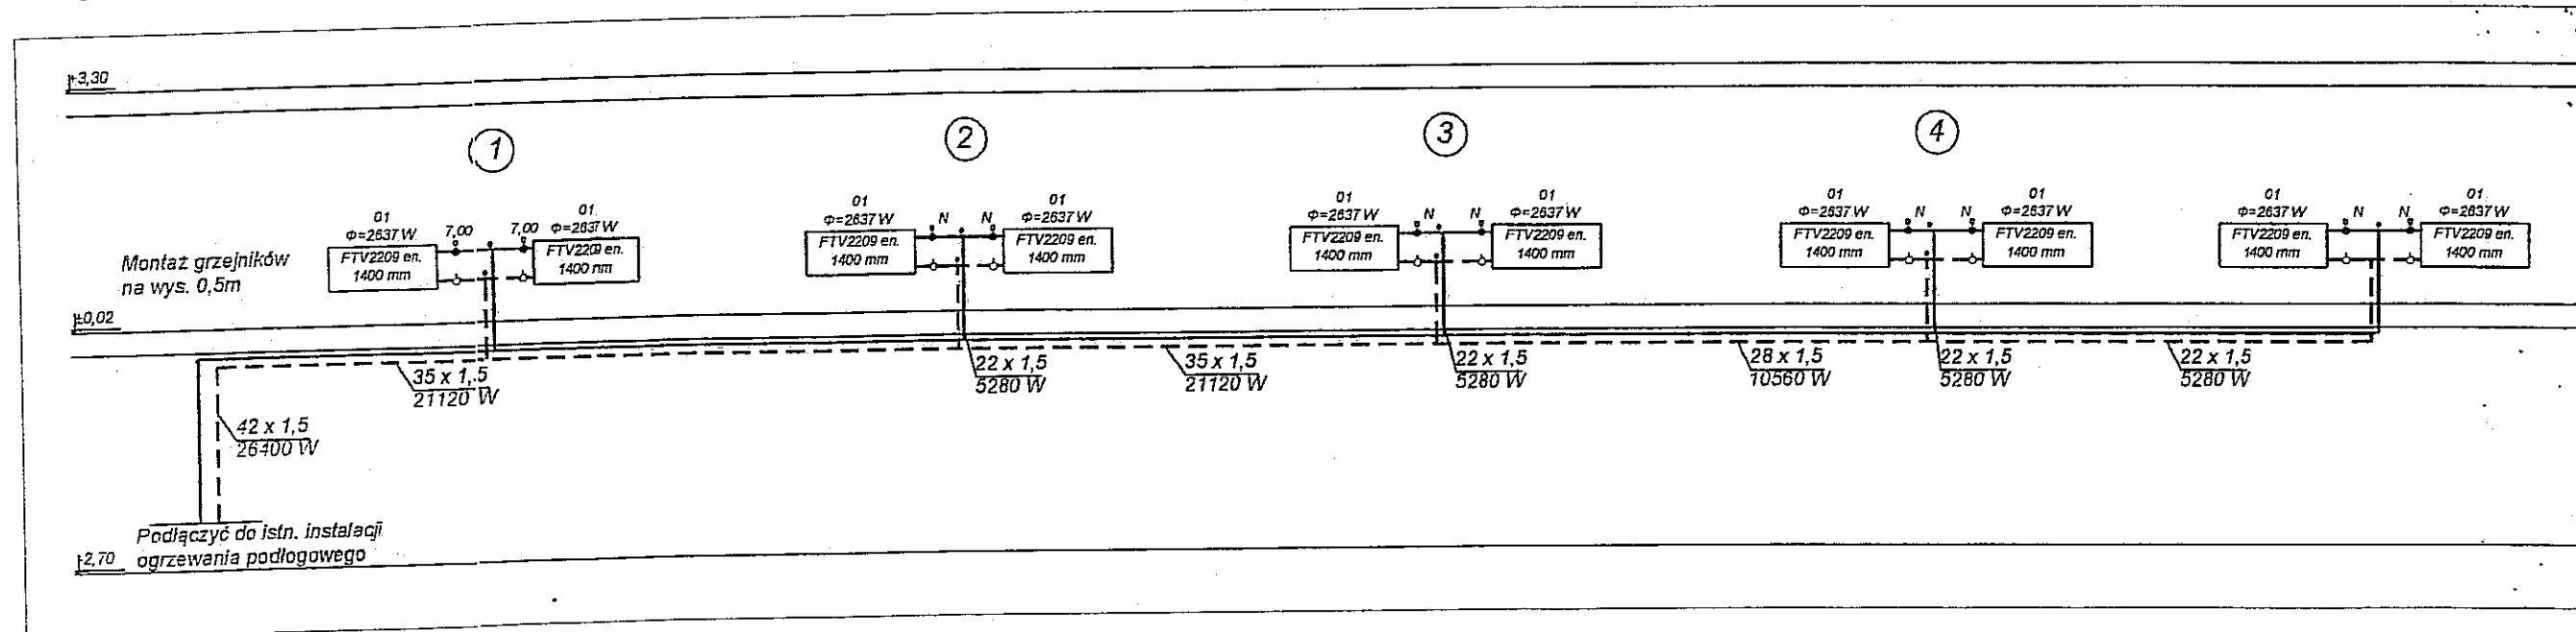 +3,30
1
2
3
4
01
Φ=2637 W
7,00
FTV2209 en.
1400 mm
7,00
01
Φ=2637 W
FTV2209 en.
1400 mm
01
Φ=2637 W
N
FTV2209 en.
1400 mm
N
01
Φ=2637 W
FTV2209 en.
1400 mm
01
Φ=2637 W
N
FTV2209 en.
1400 mm
N
01
Φ=2637 W
FTV2209 en.
1400 mm
01
Φ=2637 W
N
FTV2209 en.
1400 mm
N
01
Φ=2637 W
FTV2209 en.
1400 mm
01
Φ=2637 W
N
FTV2209 en.
1400 mm
N
01
Φ=2637 W
FTV2209 en.
1400 mm
Montaż grzejników
na wys. 0,5m
±0,02
35 x 1,5
21120 W
22 x 1,5
5280 W
35 x 1,5
21120 W
22 x 1,5
5280 W
28 x 1,5
10560 W
22 x 1,5
5280 W
22 x 1,5
5280 W
42 x 1,5
26400 W
Podłączyć do istn. instalacji
ogrzewania podłogowego
-2,70